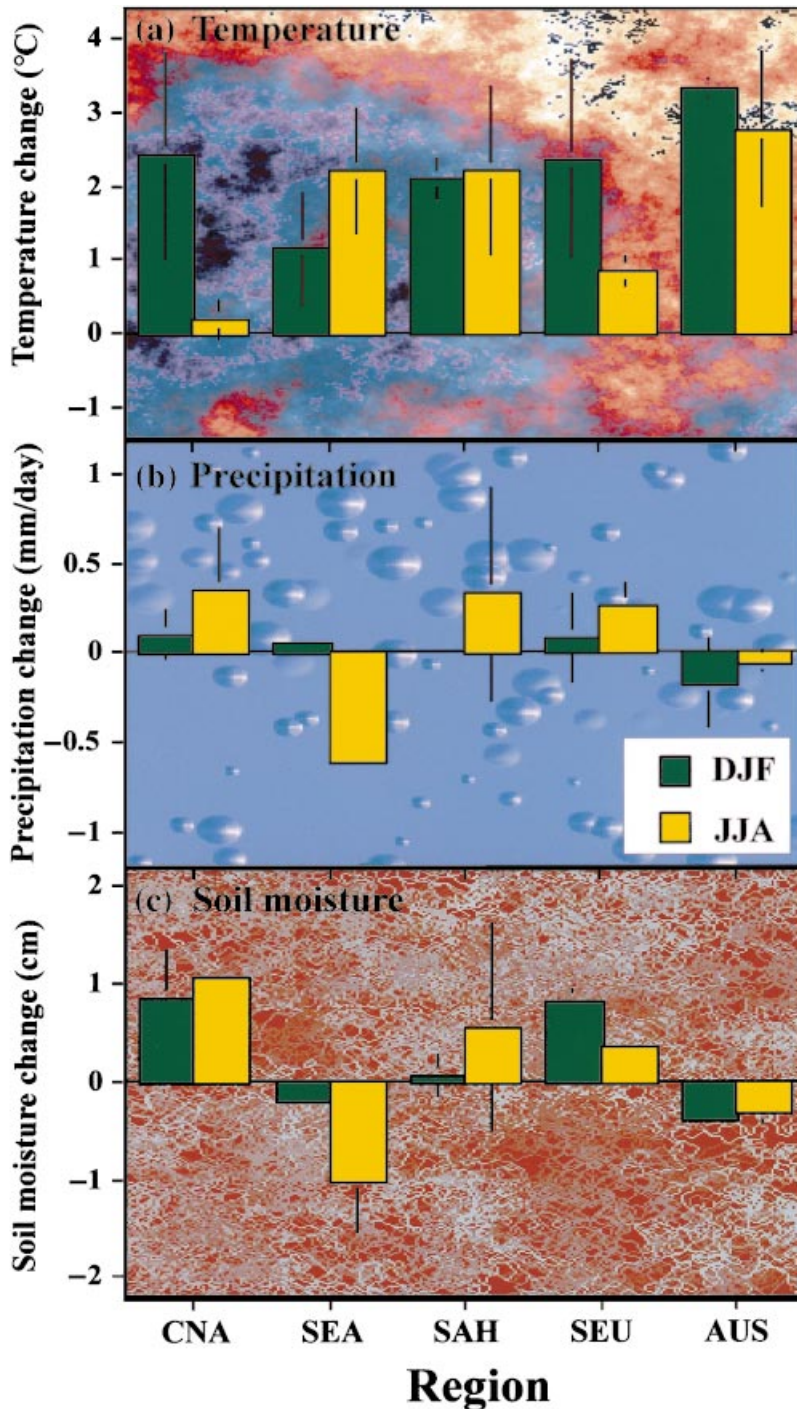 Temperature change (°C)
4
3
2
1
0
−1
(a) Temperature
Precipitation change (mm/day)
1
0.5
0
−0.5
−1
(b) Precipitation
DJF
JJA
Soil moisture change (cm)
2
1
0
−1
−2
(c) Soil moisture
CNA SEA SAH SEU AUS
Region